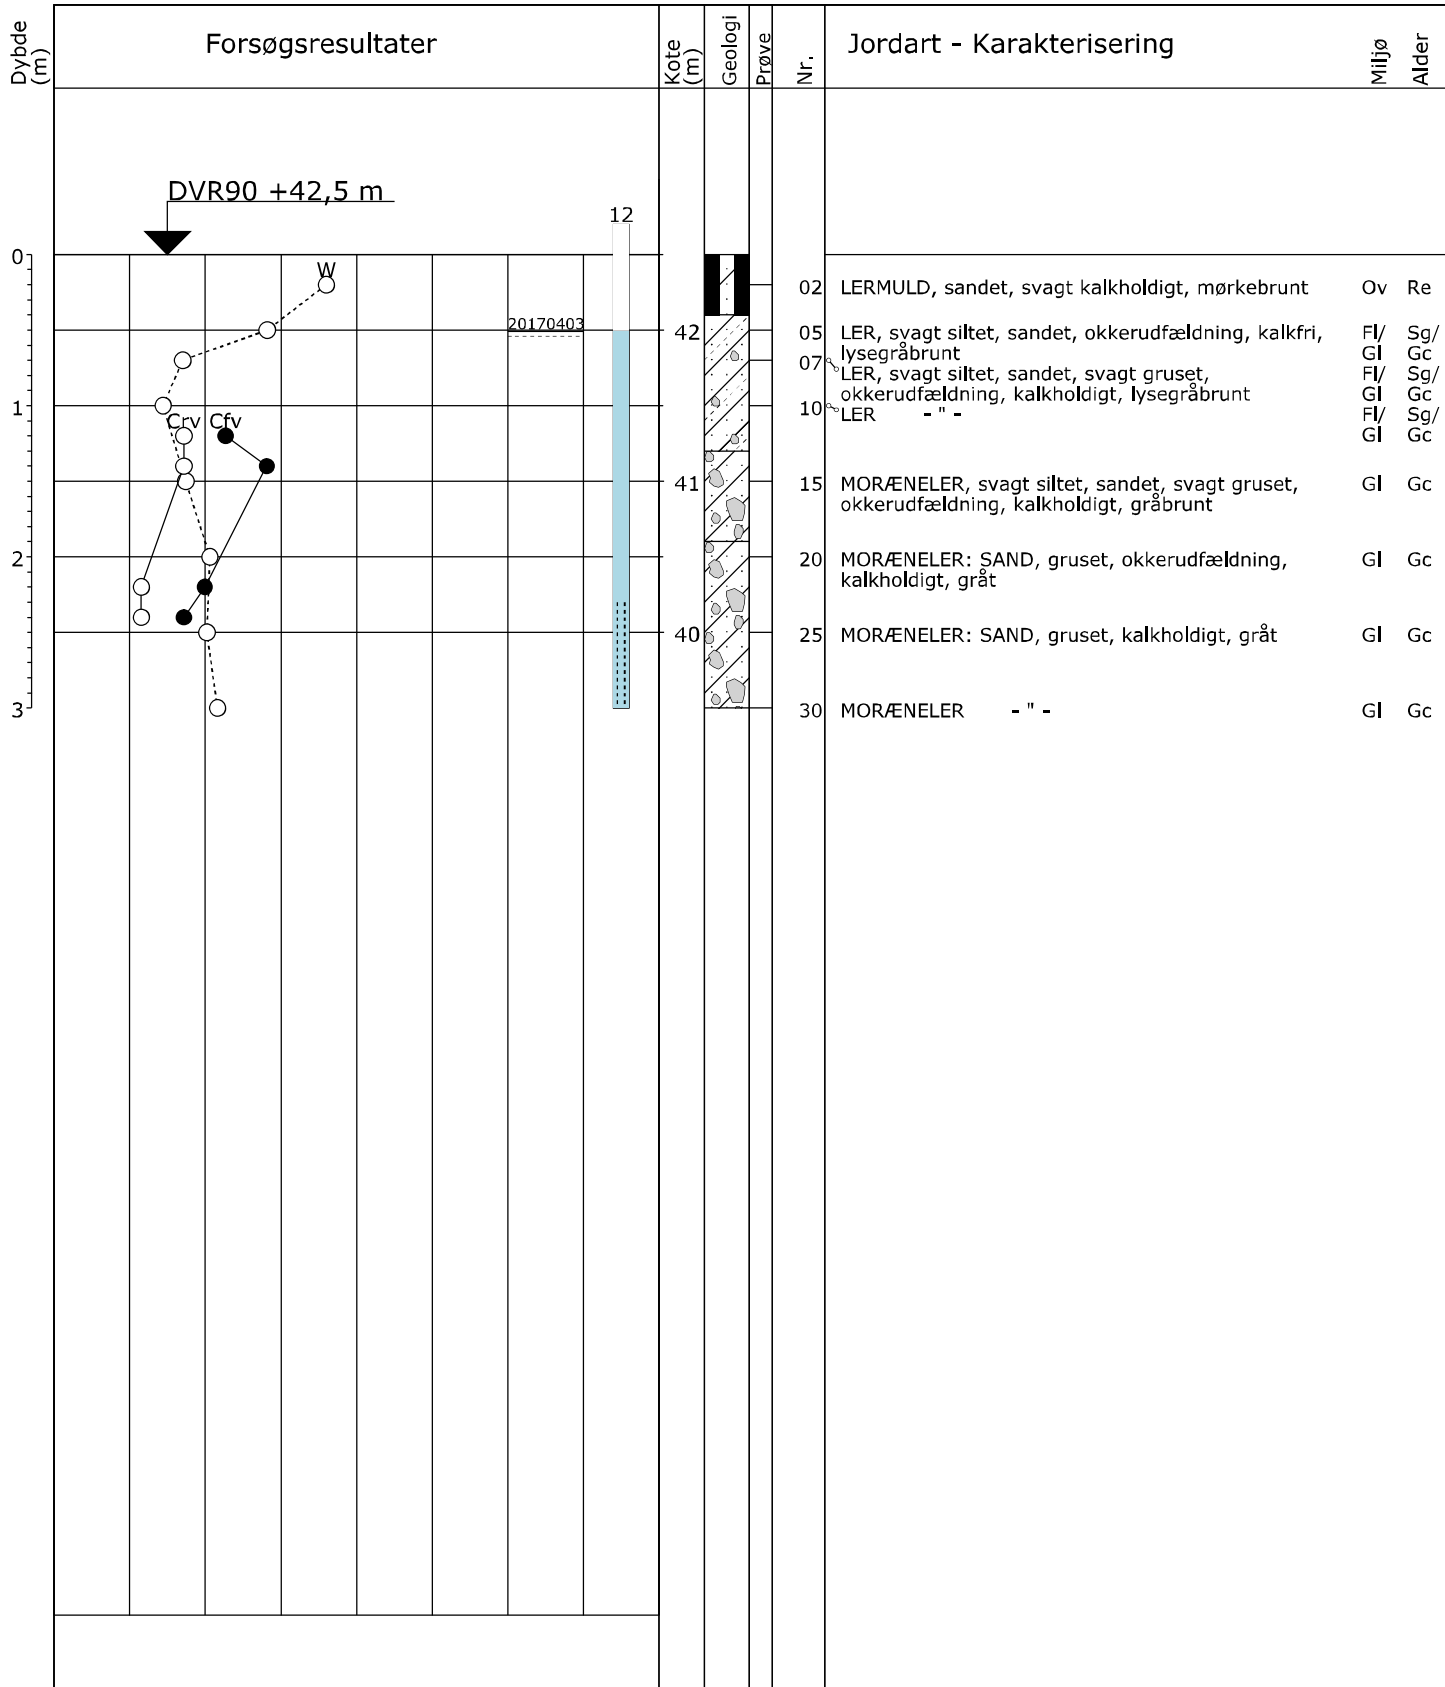 Dybde (m)
Forsøgsresultater
Kote (m)
Geologi
Prøve
Nr.
Jordart - Karakterisering
Miljø
Alder
DVR90 +42,5 m
12
0
W
02 LERMULD, sandet, svagt kalkholdigt, mørkebrunt Ov Re
20170403
42
05 LER, svagt siltet, sandet, okkerudfældning, kalkfri, Fl/ Sg/
lysegråbrunt Gl Gc
07 LER, svagt siltet, sandet, svagt gruset, Fl/ Sg/
okkerudfældning, kalkholdigt, lysegråbrunt Gl Gc
1
10 LER - " - Fl/ Sg/
Gl Gc
Crv Cfv
41
15 MORÆNELER, svagt siltet, sandet, svagt gruset, Gl Gc
okkerudfældning, kalkholdigt, gråbrunt
2
20 MORÆNELER: SAND, gruset, okkerudfældning, Gl Gc
kalkholdigt, gråt
40
25 MORÆNELER: SAND, gruset, kalkholdigt, gråt Gl Gc
3
30 MORÆNELER - " - Gl Gc